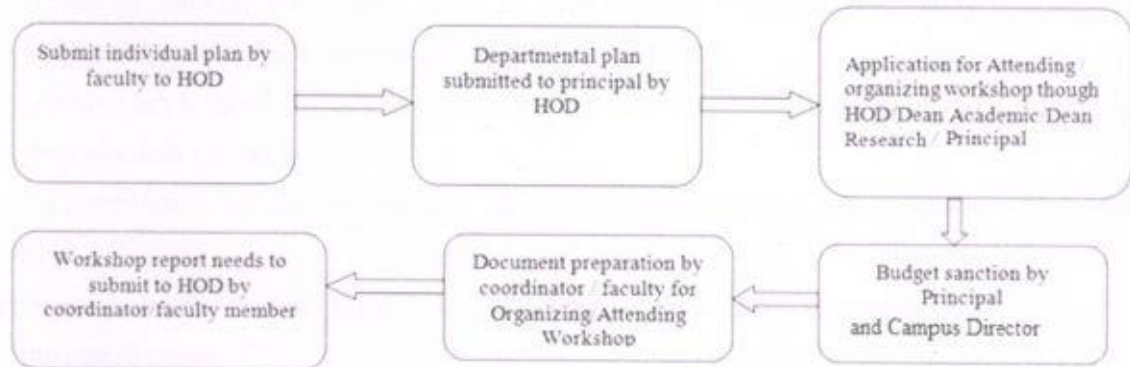 Submit individual plan by
faculty to HOD
Departmental plan
submitted to principal by
HOD
Application for Attending /
organizing workshop though
HOD/Dean Academic/Dean
Research / Principal
Budget sanction by
Principal
and Campus Director
Document preparation by
coordinator / faculty for
Organizing Attending
Workshop
Workshop report needs to
submit to HOD by
coordinator/faculty member